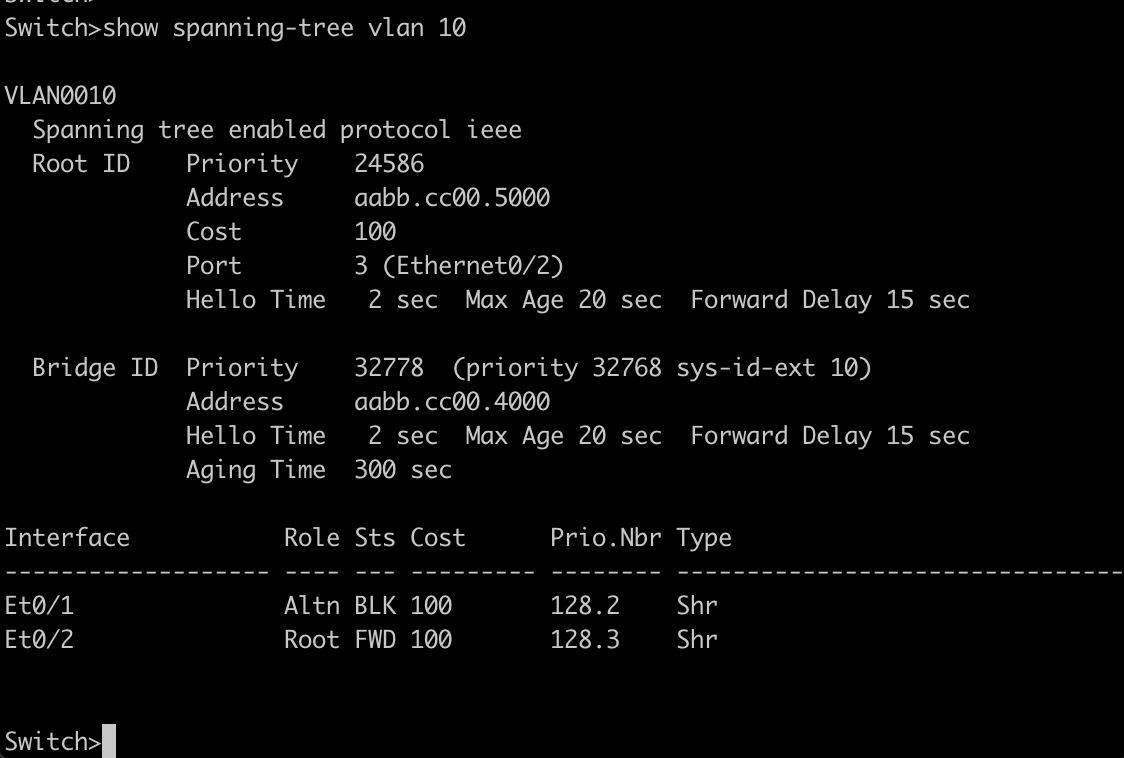 Switch>
Switch>show spanning-tree vlan 10
VLAN0010
  Spanning tree enabled protocol ieee
  Root ID    Priority    24586
             Address     aabb.cc00.5000
             Cost        100
             Port        3 (Ethernet0/2)
             Hello Time   2 sec  Max Age 20 sec  Forward Delay 15 sec
  Bridge ID  Priority    32778  (priority 32768 sys-id-ext 10)
             Address     aabb.cc00.4000
             Hello Time   2 sec  Max Age 20 sec  Forward Delay 15 sec
             Aging Time  300 sec
Interface           Role Sts Cost      Prio.Nbr Type
------------------- ---- --- --------- -------- --------------------------------
Et0/1               Altn BLK 100       128.2    Shr
Et0/2               Root FWD 100       128.3    Shr
Switch>